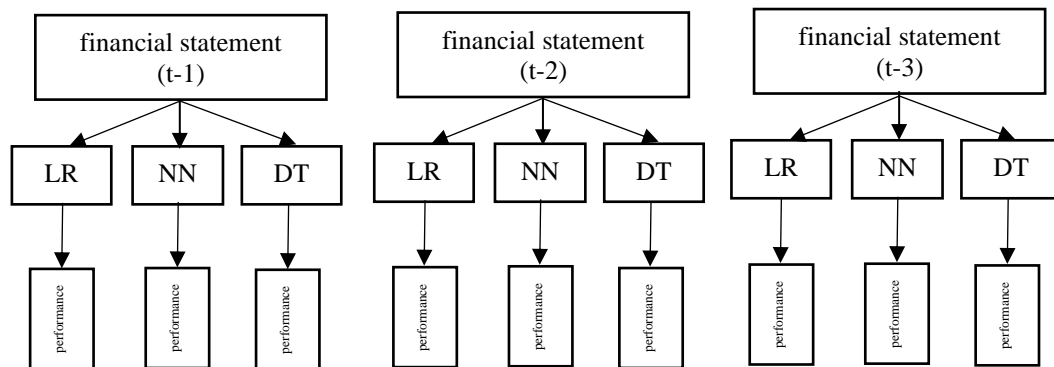 financial statement
(t-1)
financial statement
(t-2)
financial statement
(t-3)
LR
NN
DT
LR
NN
DT
LR
NN
DT
performance
performance
performance
performance
performance
performance
performance
performance
performance